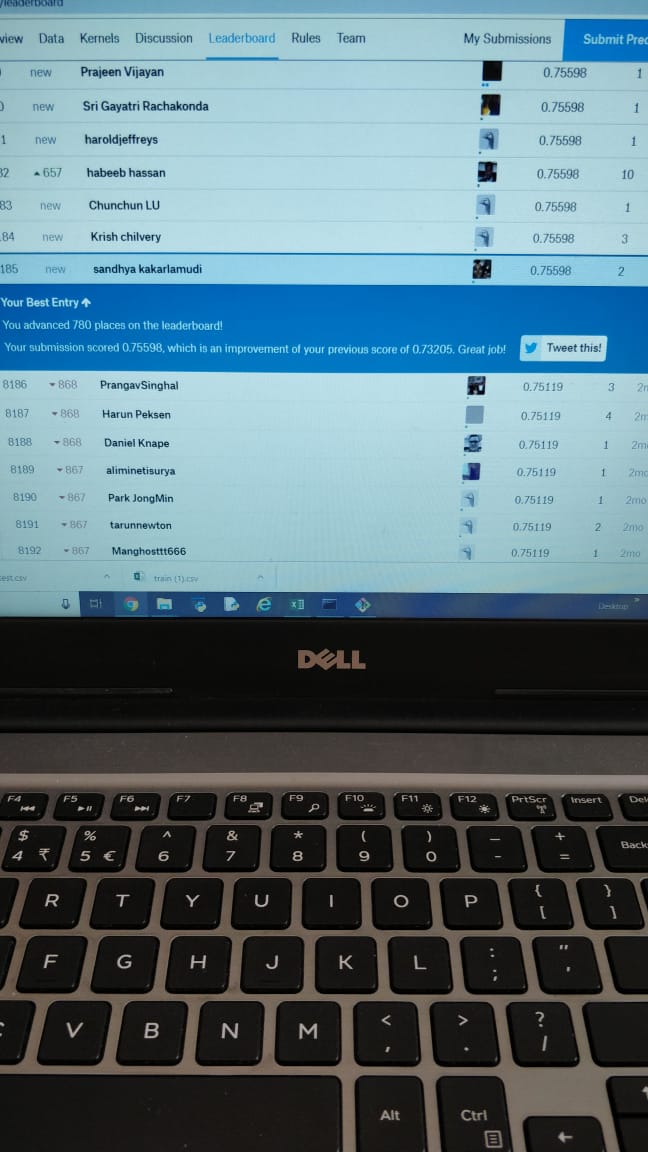 /leaderboard
view Data Kernels Discussion Leaderboard Rules Team My Submissions Submit Pred
new Prajeen Vijayan 0.75598 1
0 new Sri Gayatri Rachakonda 0.75598 1
1 new haroldjeffreys 0.75598 1
82 ▲ 657 habeeb hassan 0.75598 10
83 new Chunchun LU 0.75598 1
184 new Krish chilvery 0.75598 3
185 new sandhya kakarlamudi 0.75598 2
Your Best Entry ↑
You advanced 780 places on the leaderboard!
Your submission scored 0.75598, which is an improvement of your previous score of 0.73205. Great job! Tweet this!
8186 ▼ 868 PrangavSinghal 0.75119 3 2m
8187 ▼ 868 Harun Peksen 0.75119 4 2m
8188 ▼ 868 Daniel Knape 0.75119 1 2mo
8189 ▼ 867 aliminetisurya 0.75119 1 2mo
8190 ▼ 867 Park JongMin 0.75119 1 2mo
8191 ▼ 867 tarunnewton 0.75119 2 2mo
8192 ▼ 867 Manghosttt666 0.75119 1 2mo
test.csv train (1).csv
Desktop »
DELL
F4 F5 F6 F7 F8 F9 F10 F11 F12 PrtScr Insert Del
$ % ^ & * ( ) _ +
4 ₹ 5 € 6 7 8 9 0 - = Back
R T Y U I O P { [ } ]
F G H J K L : ; " '
V B N M < , > . ? /
Alt Ctrl